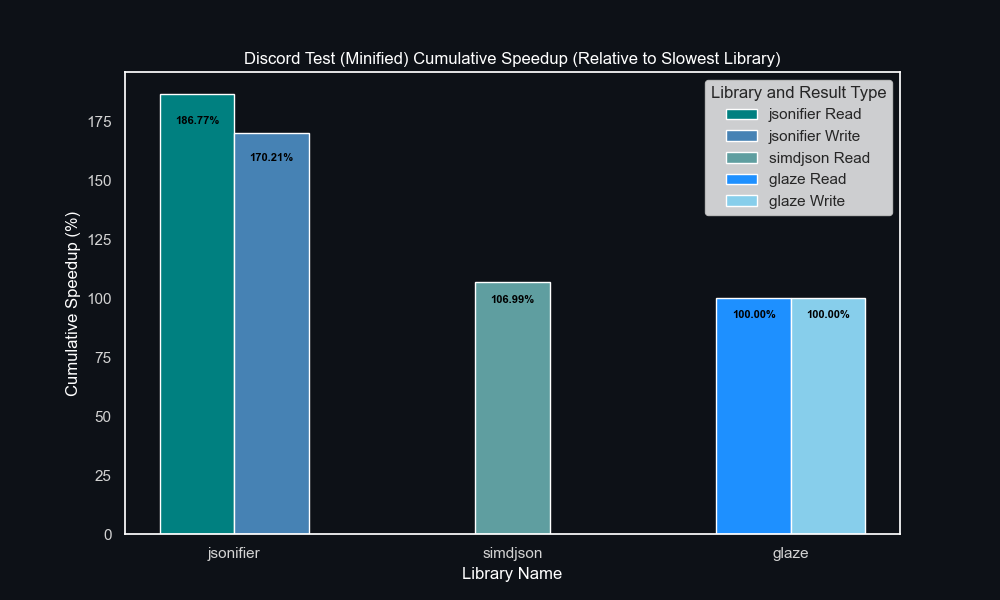 Discord Test (Minified) Cumulative Speedup (Relative to Slowest Library)
Library and Result Type
jsonifier Read
jsonifier Write
simdjson Read
glaze Read
glaze Write
Cumulative Speedup (%)
175
150
125
100
75
50
25
0
186.77%
170.21%
106.99%
100.00%
100.00%
jsonifier
simdjson
glaze
Library Name